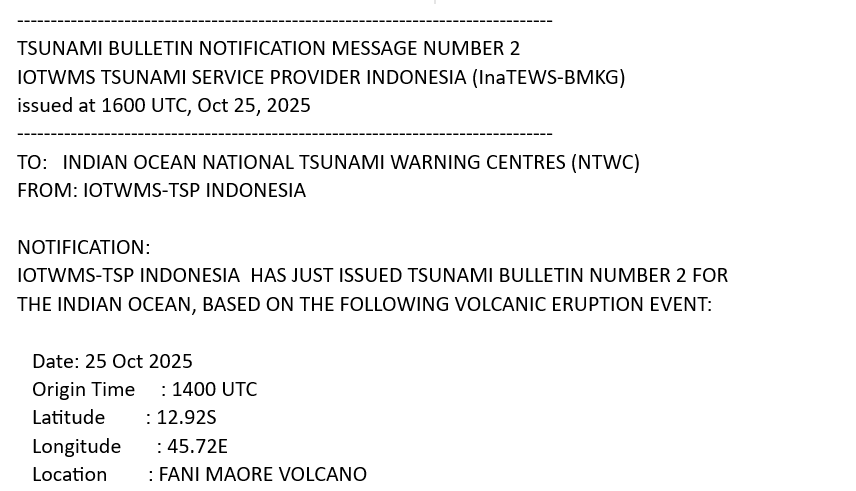 --------------------------------------------------------------------------------
TSUNAMI BULLETIN NOTIFICATION MESSAGE NUMBER 2
IOTWMS TSUNAMI SERVICE PROVIDER INDONESIA (InaTEWS-BMKG)
issued at 1600 UTC, Oct 25, 2025
--------------------------------------------------------------------------------
TO:   INDIAN OCEAN NATIONAL TSUNAMI WARNING CENTRES (NTWC)
FROM: IOTWMS-TSP INDONESIA
NOTIFICATION:
IOTWMS-TSP INDONESIA  HAS JUST ISSUED TSUNAMI BULLETIN NUMBER 2 FOR
THE INDIAN OCEAN, BASED ON THE FOLLOWING VOLCANIC ERUPTION EVENT:
Date: 25 Oct 2025
Origin Time    : 1400 UTC
Latitude       : 12.92S
Longitude      : 45.72E
Location       : FANI MAORE VOLCANO